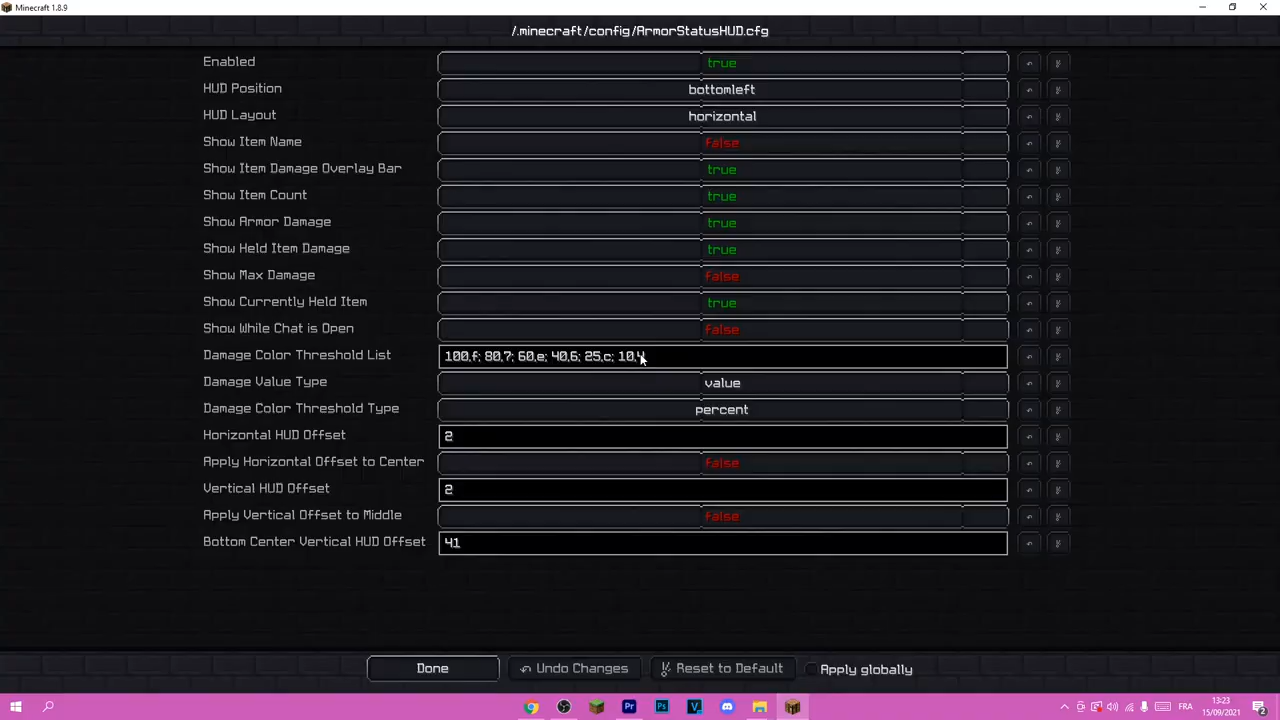 Minecraft 1.8.9
/.minecraft/config/ArmorStatusHUD.cfg
Enabled true
HUD Position bottomleft
HUD Layout horizontal
Show Item Name false
Show Item Damage Overlay Bar true
Show Item Count true
Show Armor Damage true
Show Held Item Damage true
Show Max Damage false
Show Currently Held Item true
Show While Chat is Open false
Damage Color Threshold List 100,f; 80,7; 60,e; 40,6; 25,c; 10,4
Damage Value Type value
Damage Color Threshold Type percent
Horizontal HUD Offset 2
Apply Horizontal Offset to Center false
Vertical HUD Offset 2
Apply Vertical Offset to Middle false
Bottom Center Vertical HUD Offset 41
Done Undo Changes Reset to Default Apply globally
FRA 13:23
15/09/2021 2